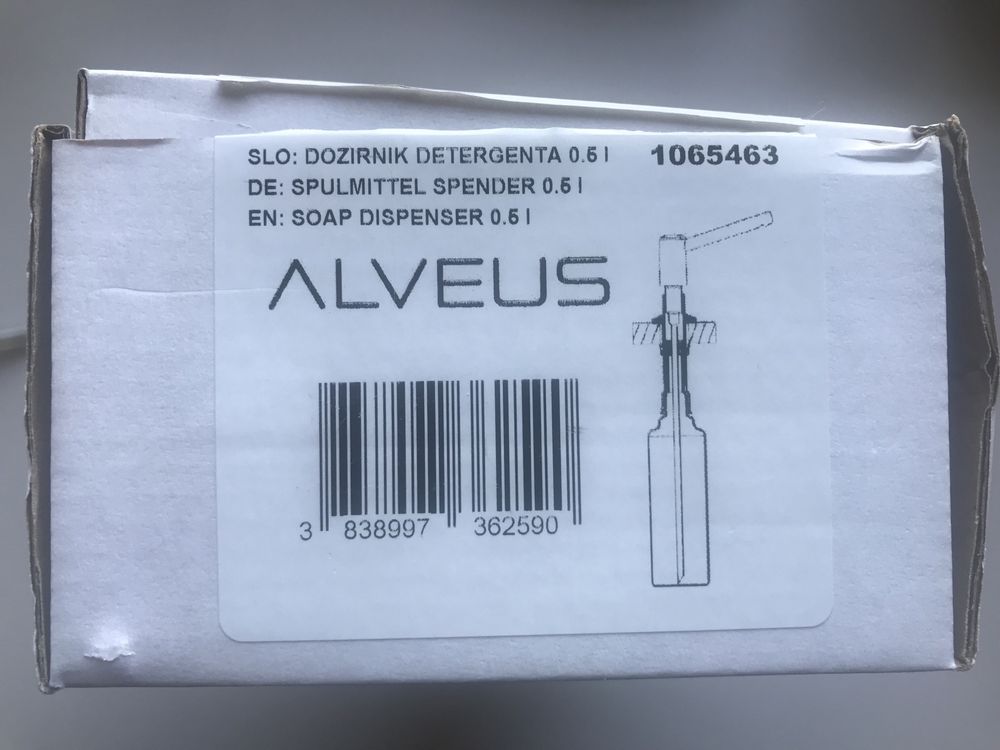 SLO: DOZIRNIK DETERGENTA 0.5 l 1065463
DE: SPULMITTEL SPENDER 0.5 l
EN: SOAP DISPENSER 0.5 l
ALVEUS
3 838997 362590